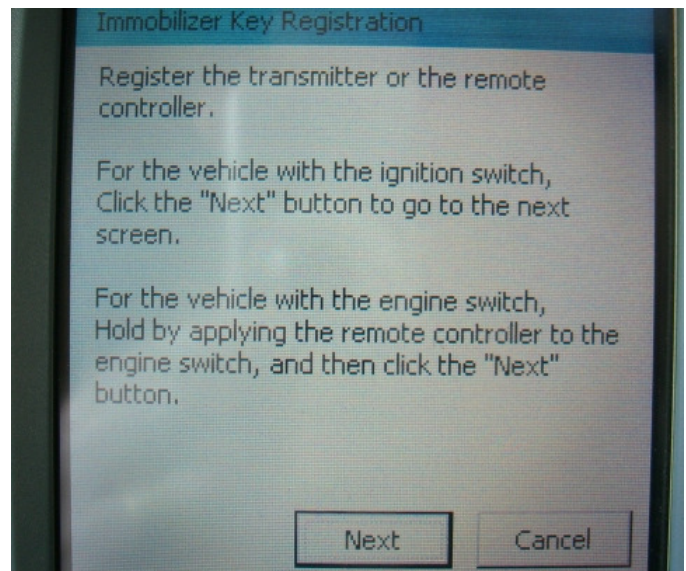 Immobilizer Key Registration
Register the transmitter or the remote
controller.
For the vehicle with the ignition switch,
Click the "Next" button to go to the next
screen.
For the vehicle with the engine switch,
Hold by applying the remote controller to the
engine switch, and then click the "Next"
button.
Next Cancel